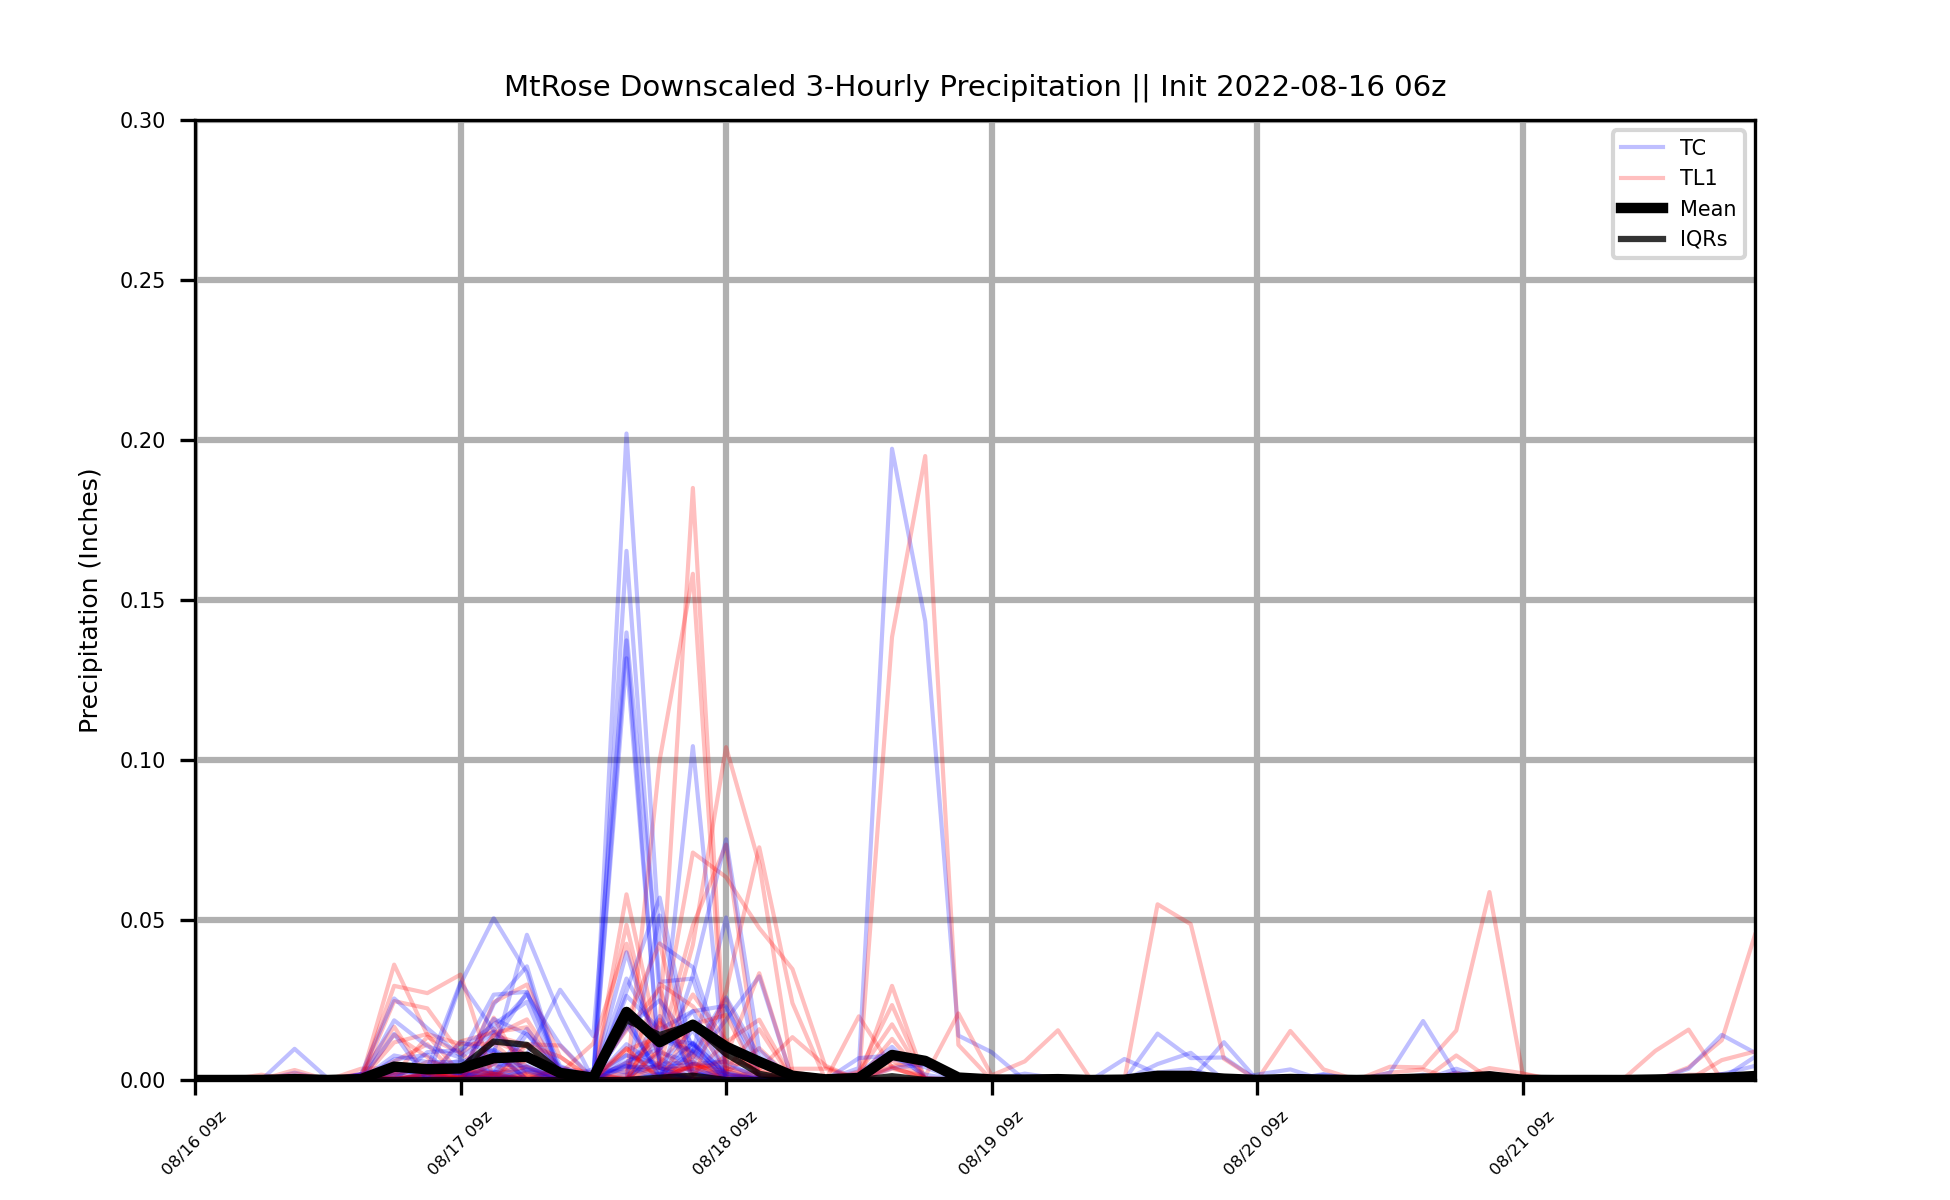 MtRose Downscaled 3-Hourly Precipitation || Init 2022-08-16 06z
TC
TL1
Mean
IQRs
Precipitation (Inches)
0.30
0.25
0.20
0.15
0.10
0.05
0.00
08/16 09z
08/17 09z
08/18 09z
08/19 09z
08/20 09z
08/21 09z